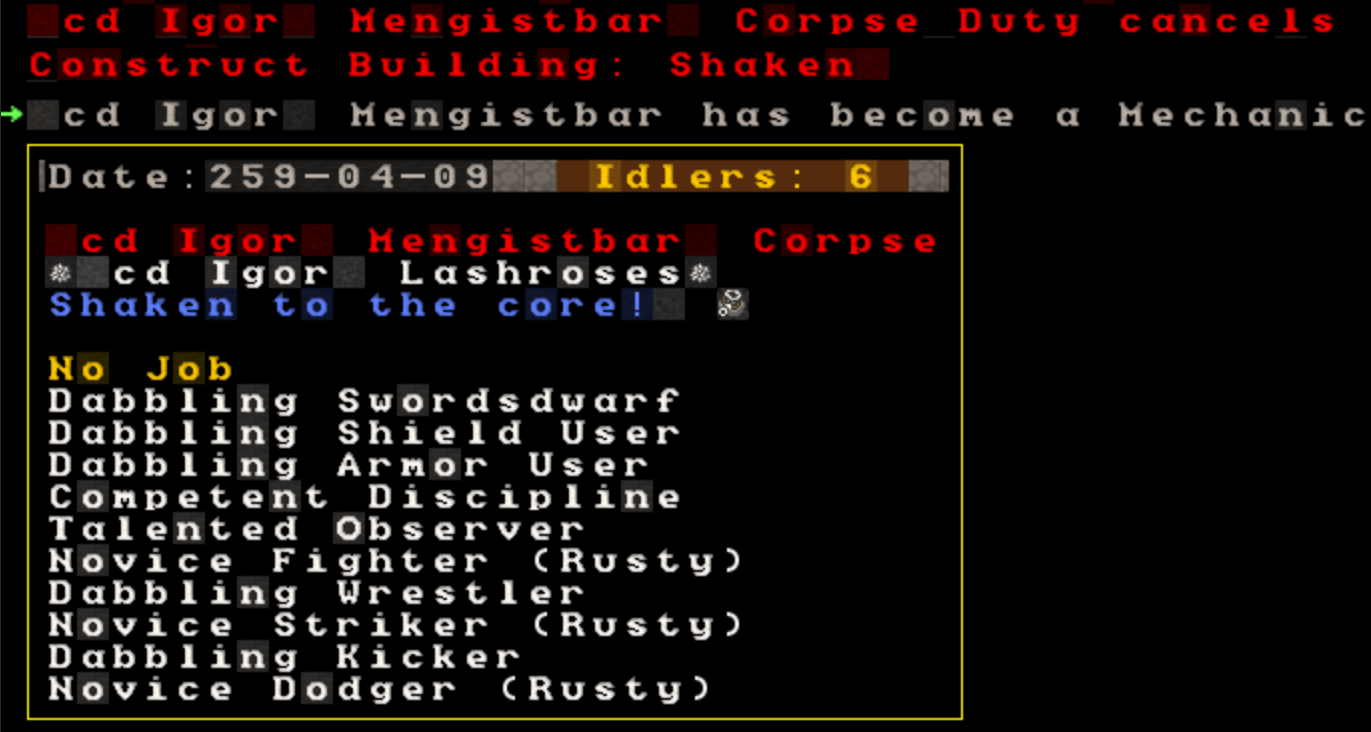 cd Igor Mengistbar Corpse Duty cancels
Construct Building: Shaken
cd Igor Mengistbar has become a Mechanic
Date:259-04-09 Idlers: 6
cd Igor Mengistbar Corpse
cd Igor Lashroses
Shaken to the core!
No Job
Dabbling Swordsdwarf
Dabbling Shield User
Dabbling Armor User
Competent Discipline
Talented Observer
Novice Fighter (Rusty)
Dabbling Wrestler
Novice Striker (Rusty)
Dabbling Kicker
Novice Dodger (Rusty)